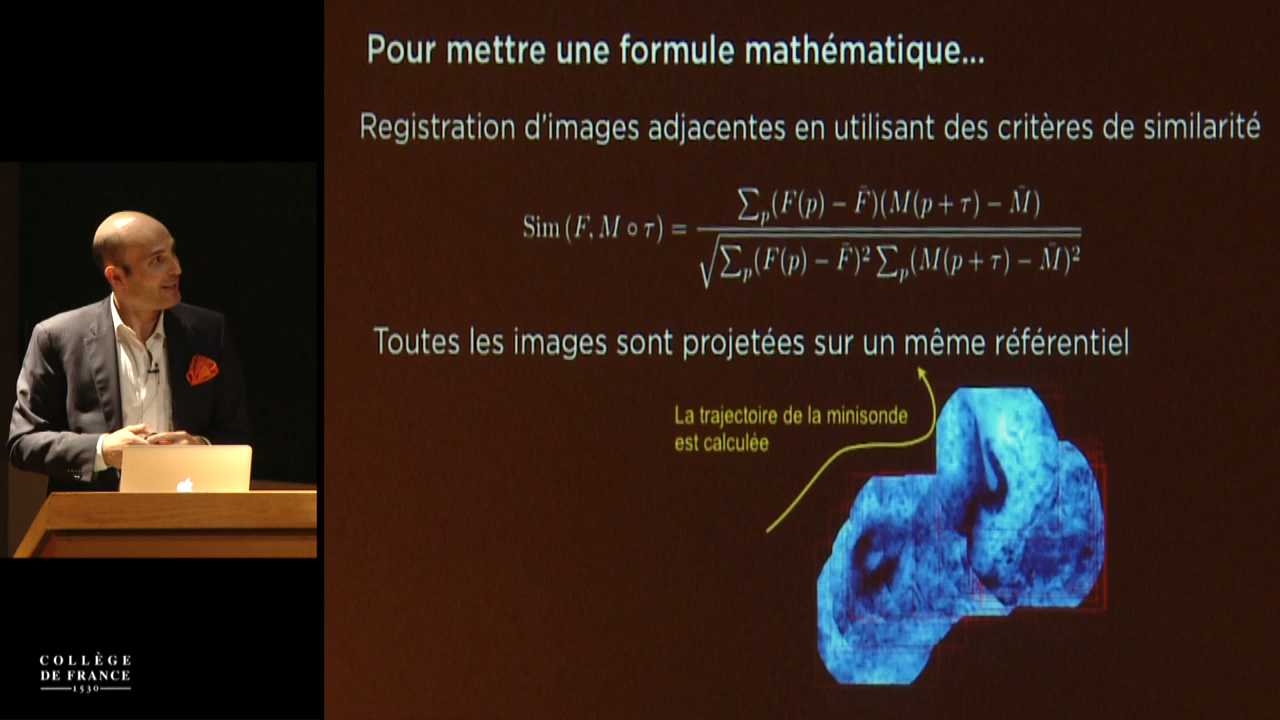 Pour mettre une formule mathématique...
Registration d'images adjacentes en utilisant des critères de similarité
Sim (F, M ∘ τ) = ∑p(F(p) − F̄)(M(p + τ) − M̄) / √∑p(F(p) − F̄)² ∑p(M(p + τ) − M̄)²
Toutes les images sont projetées sur un même référentiel
La trajectoire de la minisonde
est calculée
COLLÈGE
DE FRANCE
1530